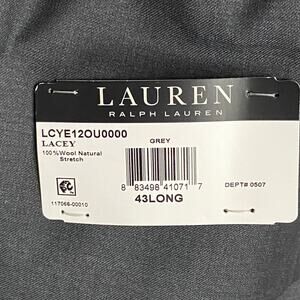 LAUREN
RALPH LAUREN
LCYE12OU0000
LACEY
GREY
100%Wool Natural
Stretch
8 83498 41071 7
DEPT# 0507
43LONG
117066-00010